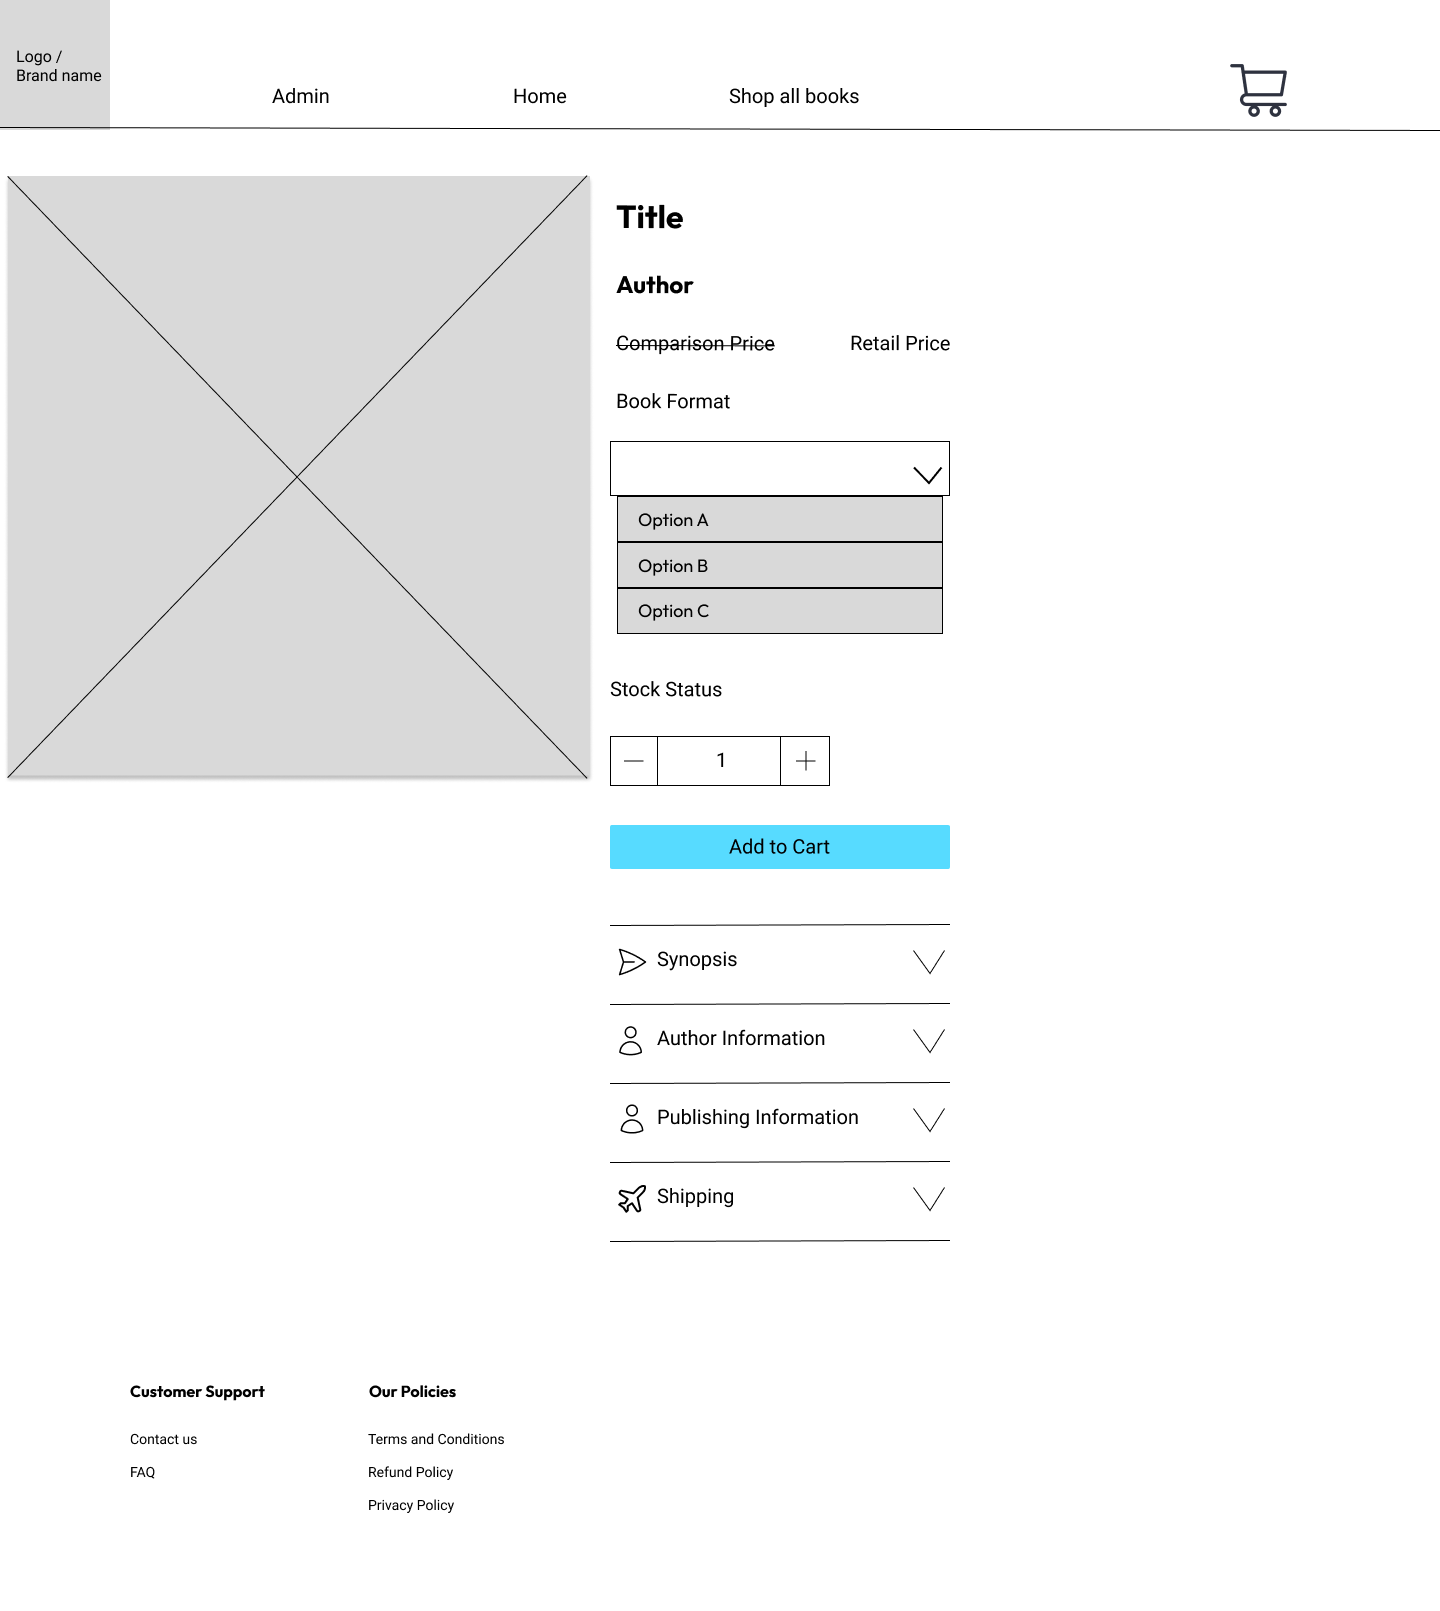 Logo /
Brand name
Admin
Home
Shop all books
Title
Author
Comparison Price
Retail Price
Book Format
Option A
Option B
Option C
Stock Status
1
Add to Cart
Synopsis
Author Information
Publishing Information
Shipping
Customer Support
Contact us
FAQ
Our Policies
Terms and Conditions
Refund Policy
Privacy Policy